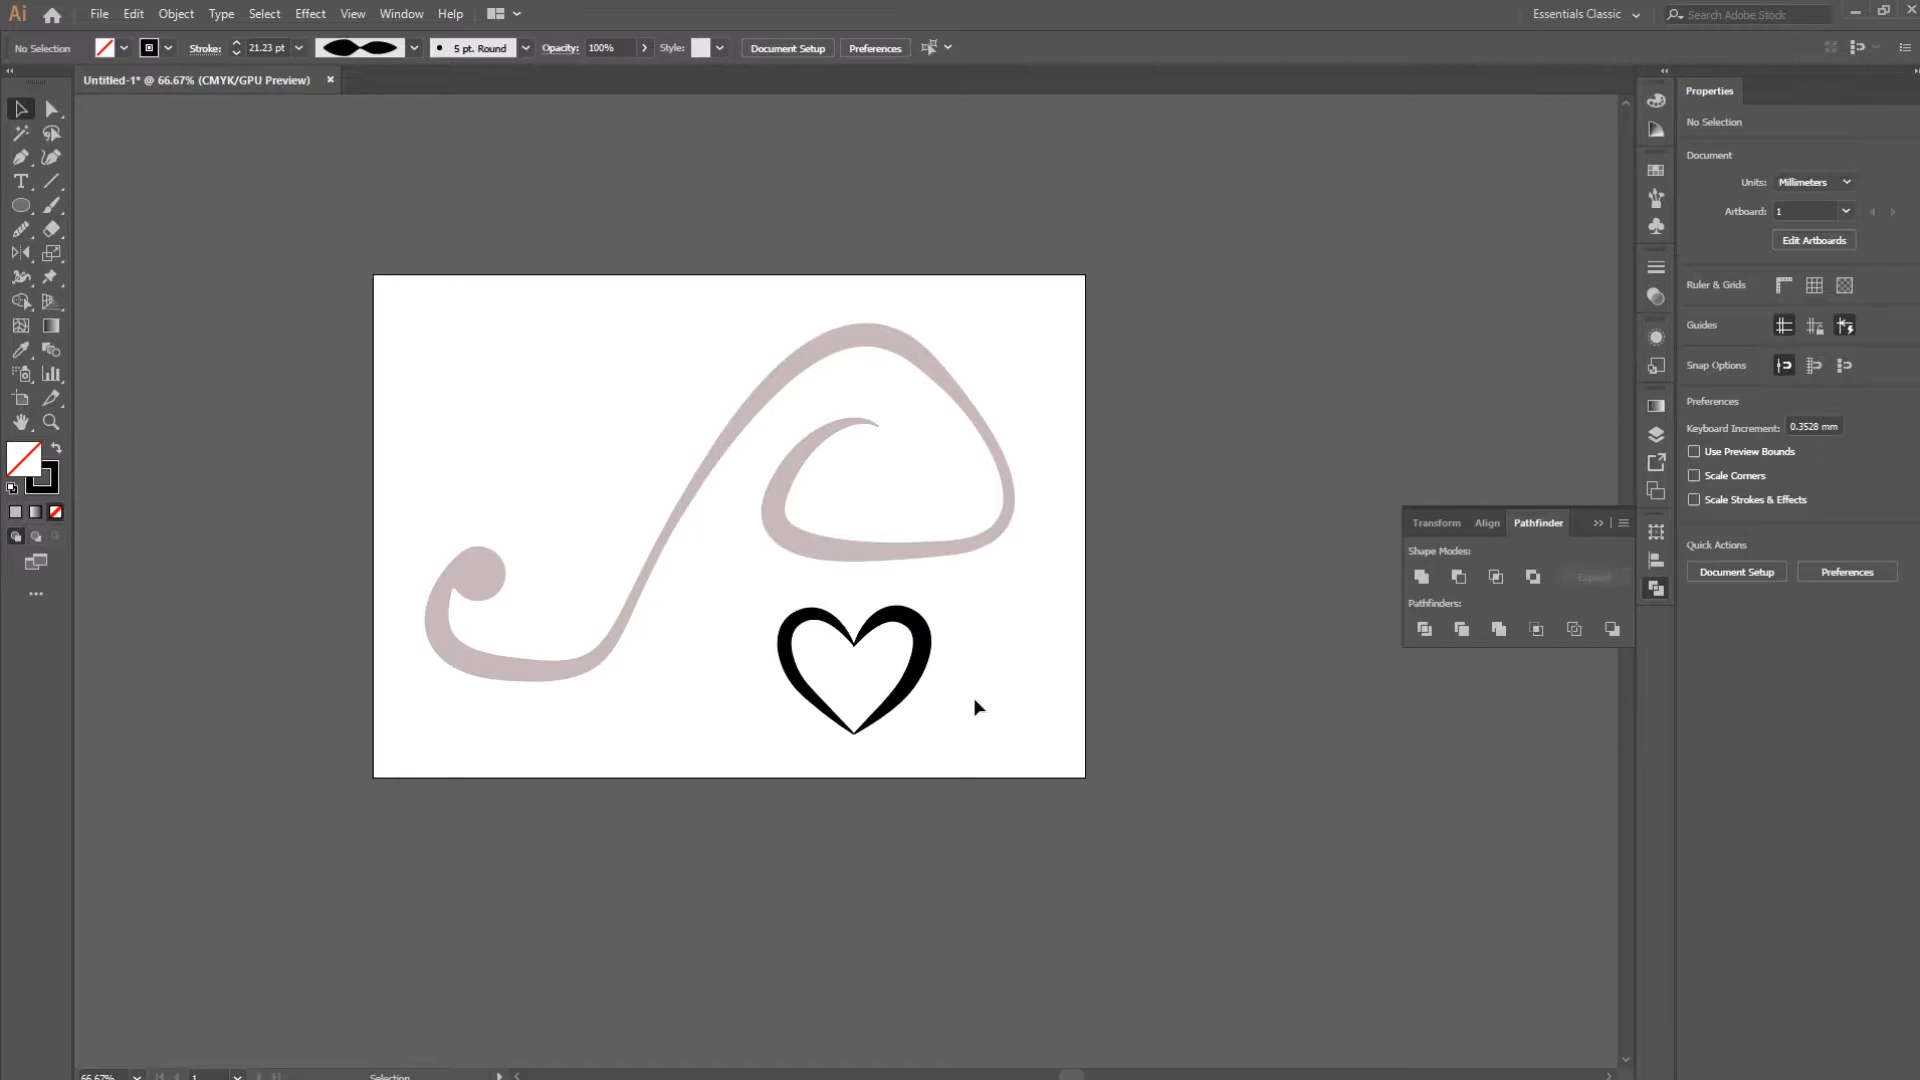 Ai File Edit Object Type Select Effect View Window Help Essentials Classic Search Adobe Stock
No Selection Stroke: 21.23 pt 5 pt. Round Opacity: 100% Style: Document Setup Preferences
Untitled-1* @ 66.67% (CMYK/GPU Preview)
Properties
No Selection
Document
Units: Millimeters
Artboard: 1
Edit Artboards
Ruler & Grids
Guides
Snap Options
Preferences
Keyboard Increment: 0.3528 mm
Use Preview Bounds
Scale Corners
Scale Strokes & Effects
Quick Actions
Document Setup Preferences
Transform Align Pathfinder
Shape Modes:
Expand
Pathfinders:
66.67% 1 Selection